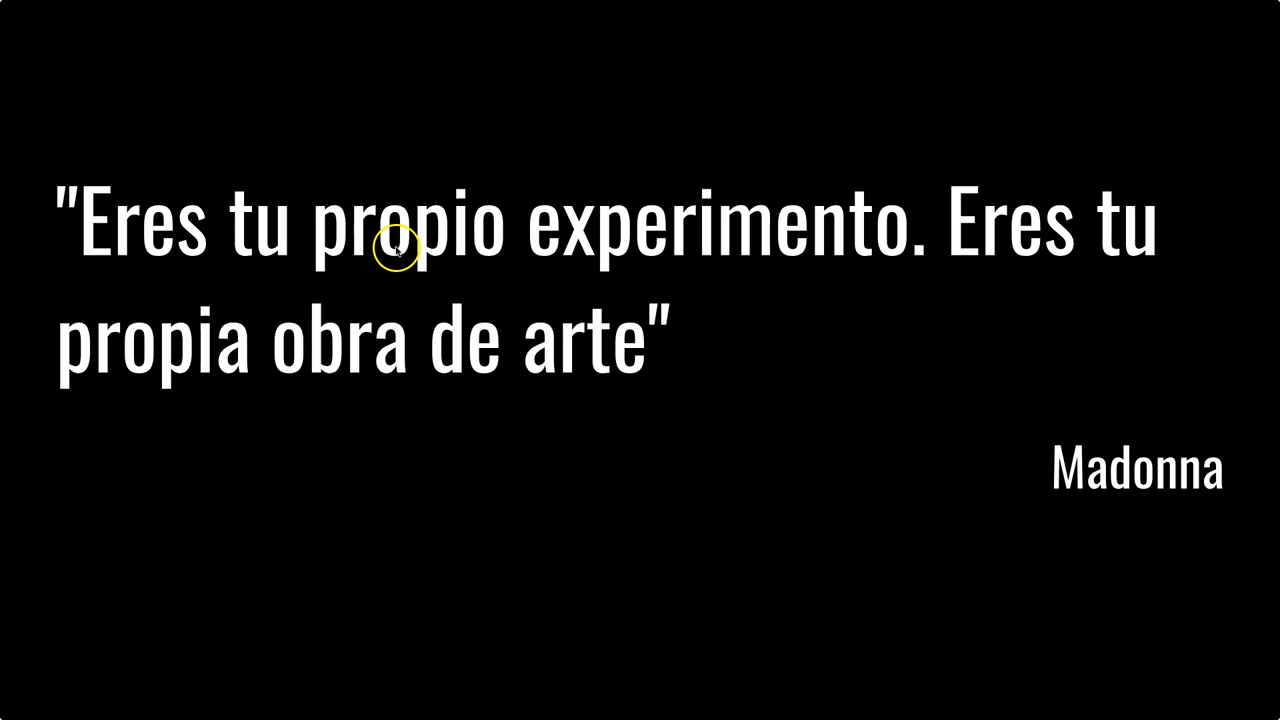 "Eres tu propio experimento. Eres tu
propia obra de arte"
Madonna